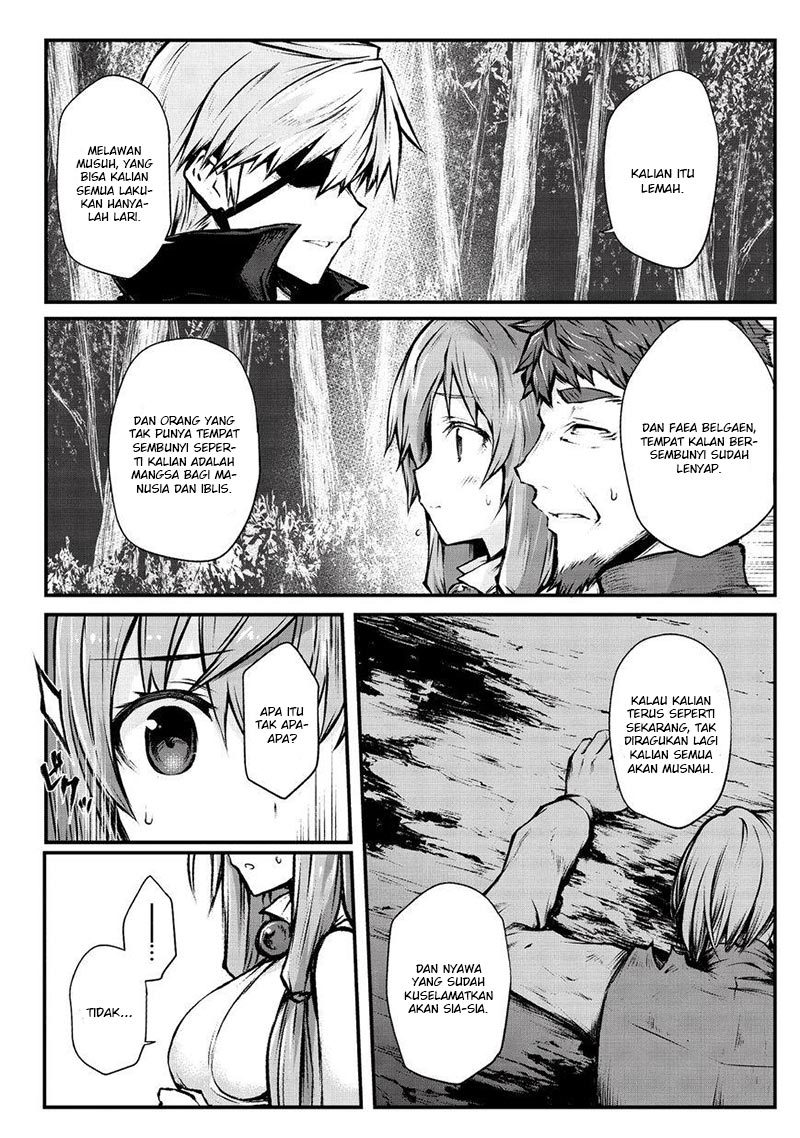 KALIAN ITU
LEMAH.
MELAWAN
MUSUH, YANG
BISA KALIAN
SEMUA LAKU-
KAN HANYA-
LAH LARI.
DAN FAEA BELGAEN,
TEMPAT KALAN BER-
SEMBUNYI SUDAH
LENYAP.
DAN ORANG YANG
TAK PUNYA TEMPAT
SEMBUNYI SEPER-
TI KALIAN ADALAH
MANGSA BAGI MA-
NUSIA DAN IBLIS.
KALAU KALIAN
TERUS SEPERTI
SEKARANG, TAK
DIRAGUKAN LAGI
KALIAN SEMUA
AKAN MUSNAH.
DAN NYAWA
YANG SUDAH
KUSELAMATKAN
AKAN SIA-SIA.
APA ITU
TAK APA-
APA?
ビクッ
...!
TIDAK...